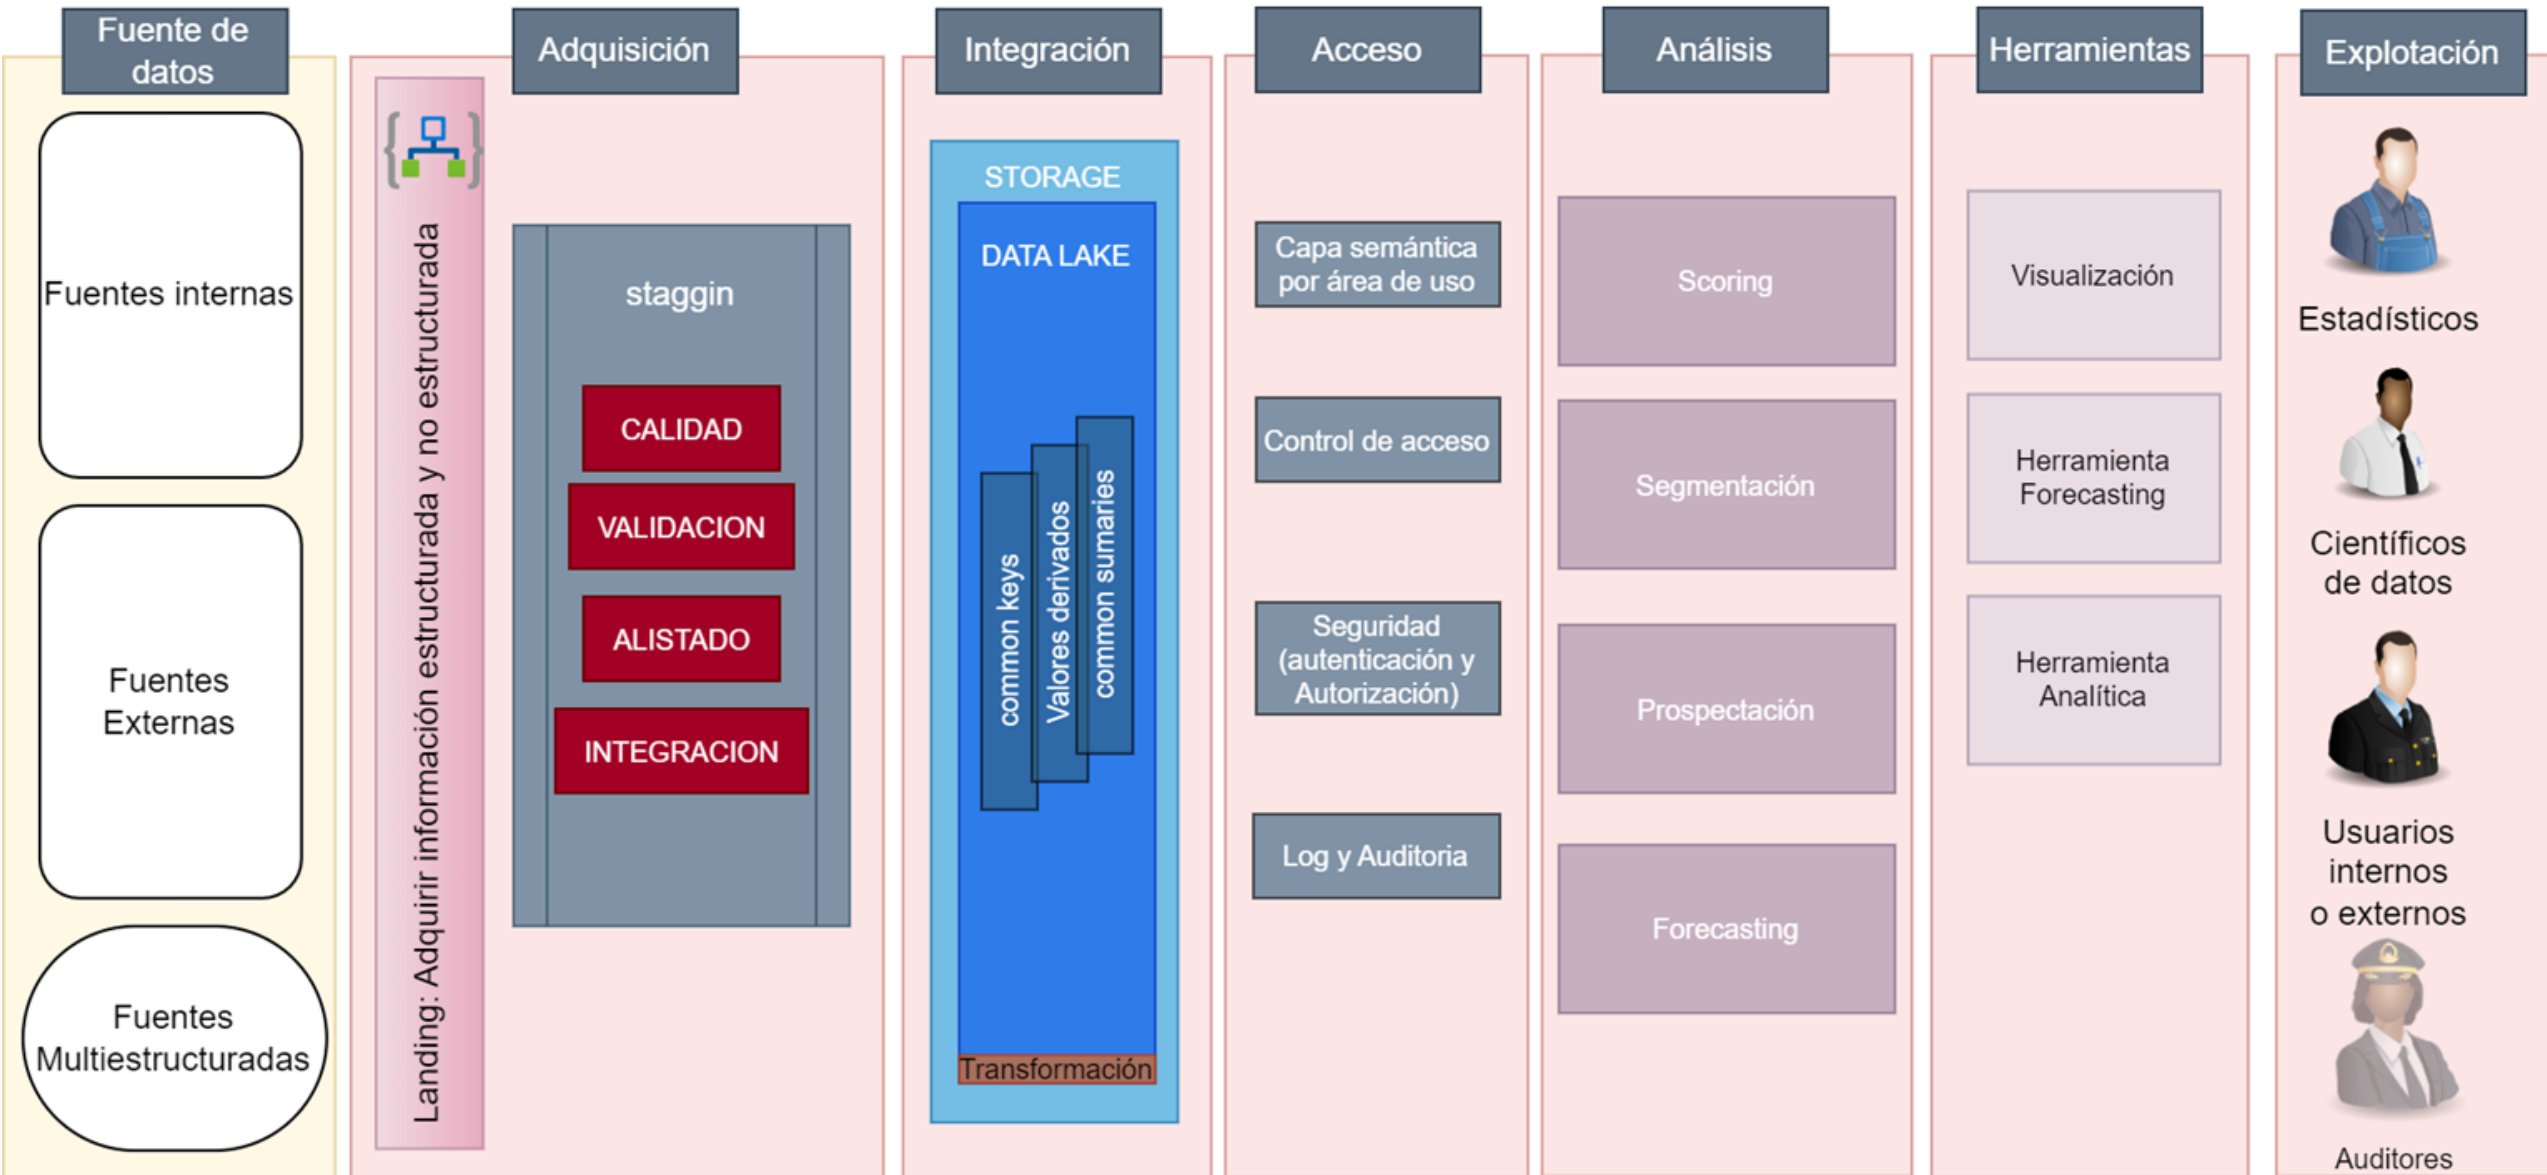 Fuente de
datos
Fuentes internas
Fuentes
Externas
Fuentes
Multiestructuradas
Adquisición
Landing: Adquirir información estructurada y no estructurada
staggin
CALIDAD
VALIDACION
ALISTADO
INTEGRACION
Integración
STORAGE
DATA LAKE
common keys
Valores derivados
common sumaries
Transformación
Acceso
Capa semántica
por área de uso
Control de acceso
Seguridad
(autenticación y
Autorización)
Log y Auditoria
Análisis
Scoring
Segmentación
Prospectación
Forecasting
Herramientas
Visualización
Herramienta
Forecasting
Herramienta
Analítica
Explotación
Estadísticos
Científicos
de datos
Usuarios
internos
o externos
Auditores